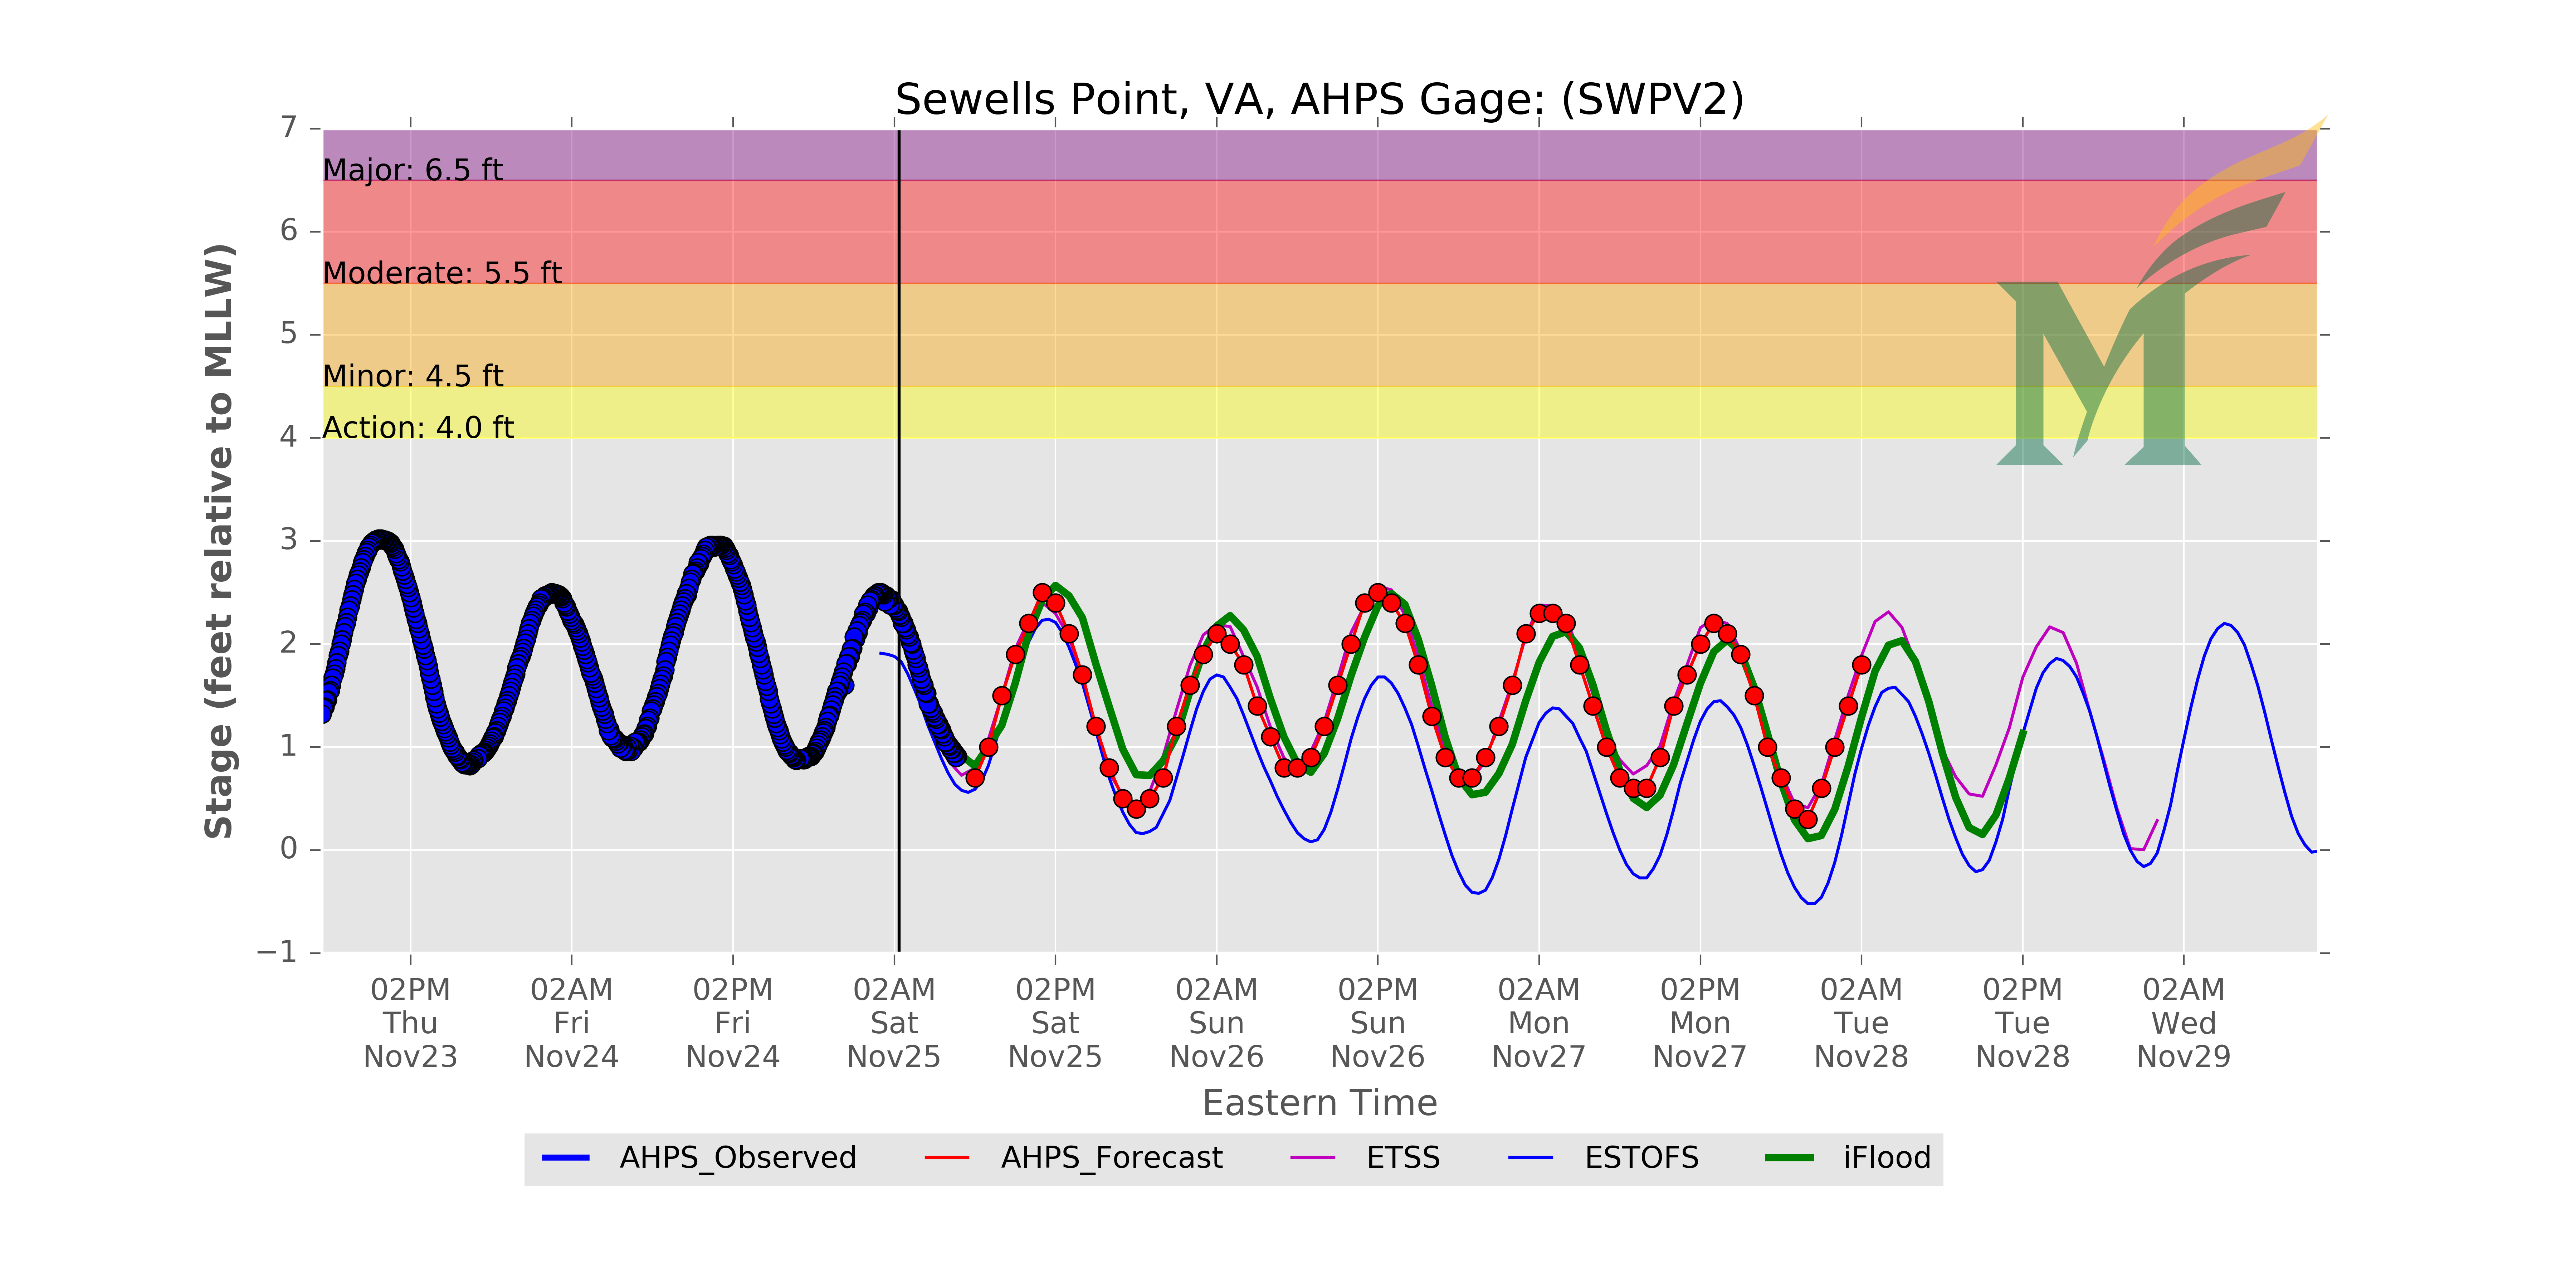 Sewells Point, VA, AHPS Gage: (SWPV2)
Stage (feet relative to MLLW)
7
6
5
4
3
2
1
0
−1
Major: 6.5 ft
Moderate: 5.5 ft
Minor: 4.5 ft
Action: 4.0 ft
M
02PM 02AM 02PM 02AM 02PM 02AM 02PM 02AM 02PM 02AM 02PM 02AM
Thu Fri Fri Sat Sat Sun Sun Mon Mon Tue Tue Wed
Nov23 Nov24 Nov24 Nov25 Nov25 Nov26 Nov26 Nov27 Nov27 Nov28 Nov28 Nov29
Eastern Time
AHPS_Observed AHPS_Forecast ETSS ESTOFS iFlood